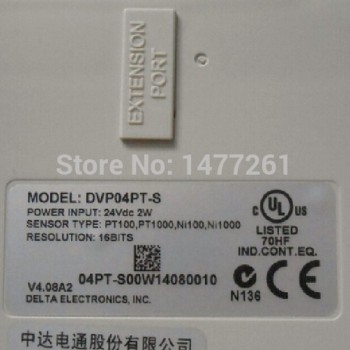 EXTENSION
PORT
Store No: 1477261
MODEL: DVP04PT-S
POWER INPUT: 24Vdc 2W
SENSOR TYPE: PT100,PT1000,Ni100,Ni1000
RESOLUTION: 16BITS
c UL US
LISTED
70HF
IND.CONT.EQ.
04PT-S00W14080010
V4.08A2
DELTA ELECTRONICS, INC.
N136
中达电通股份有限公司